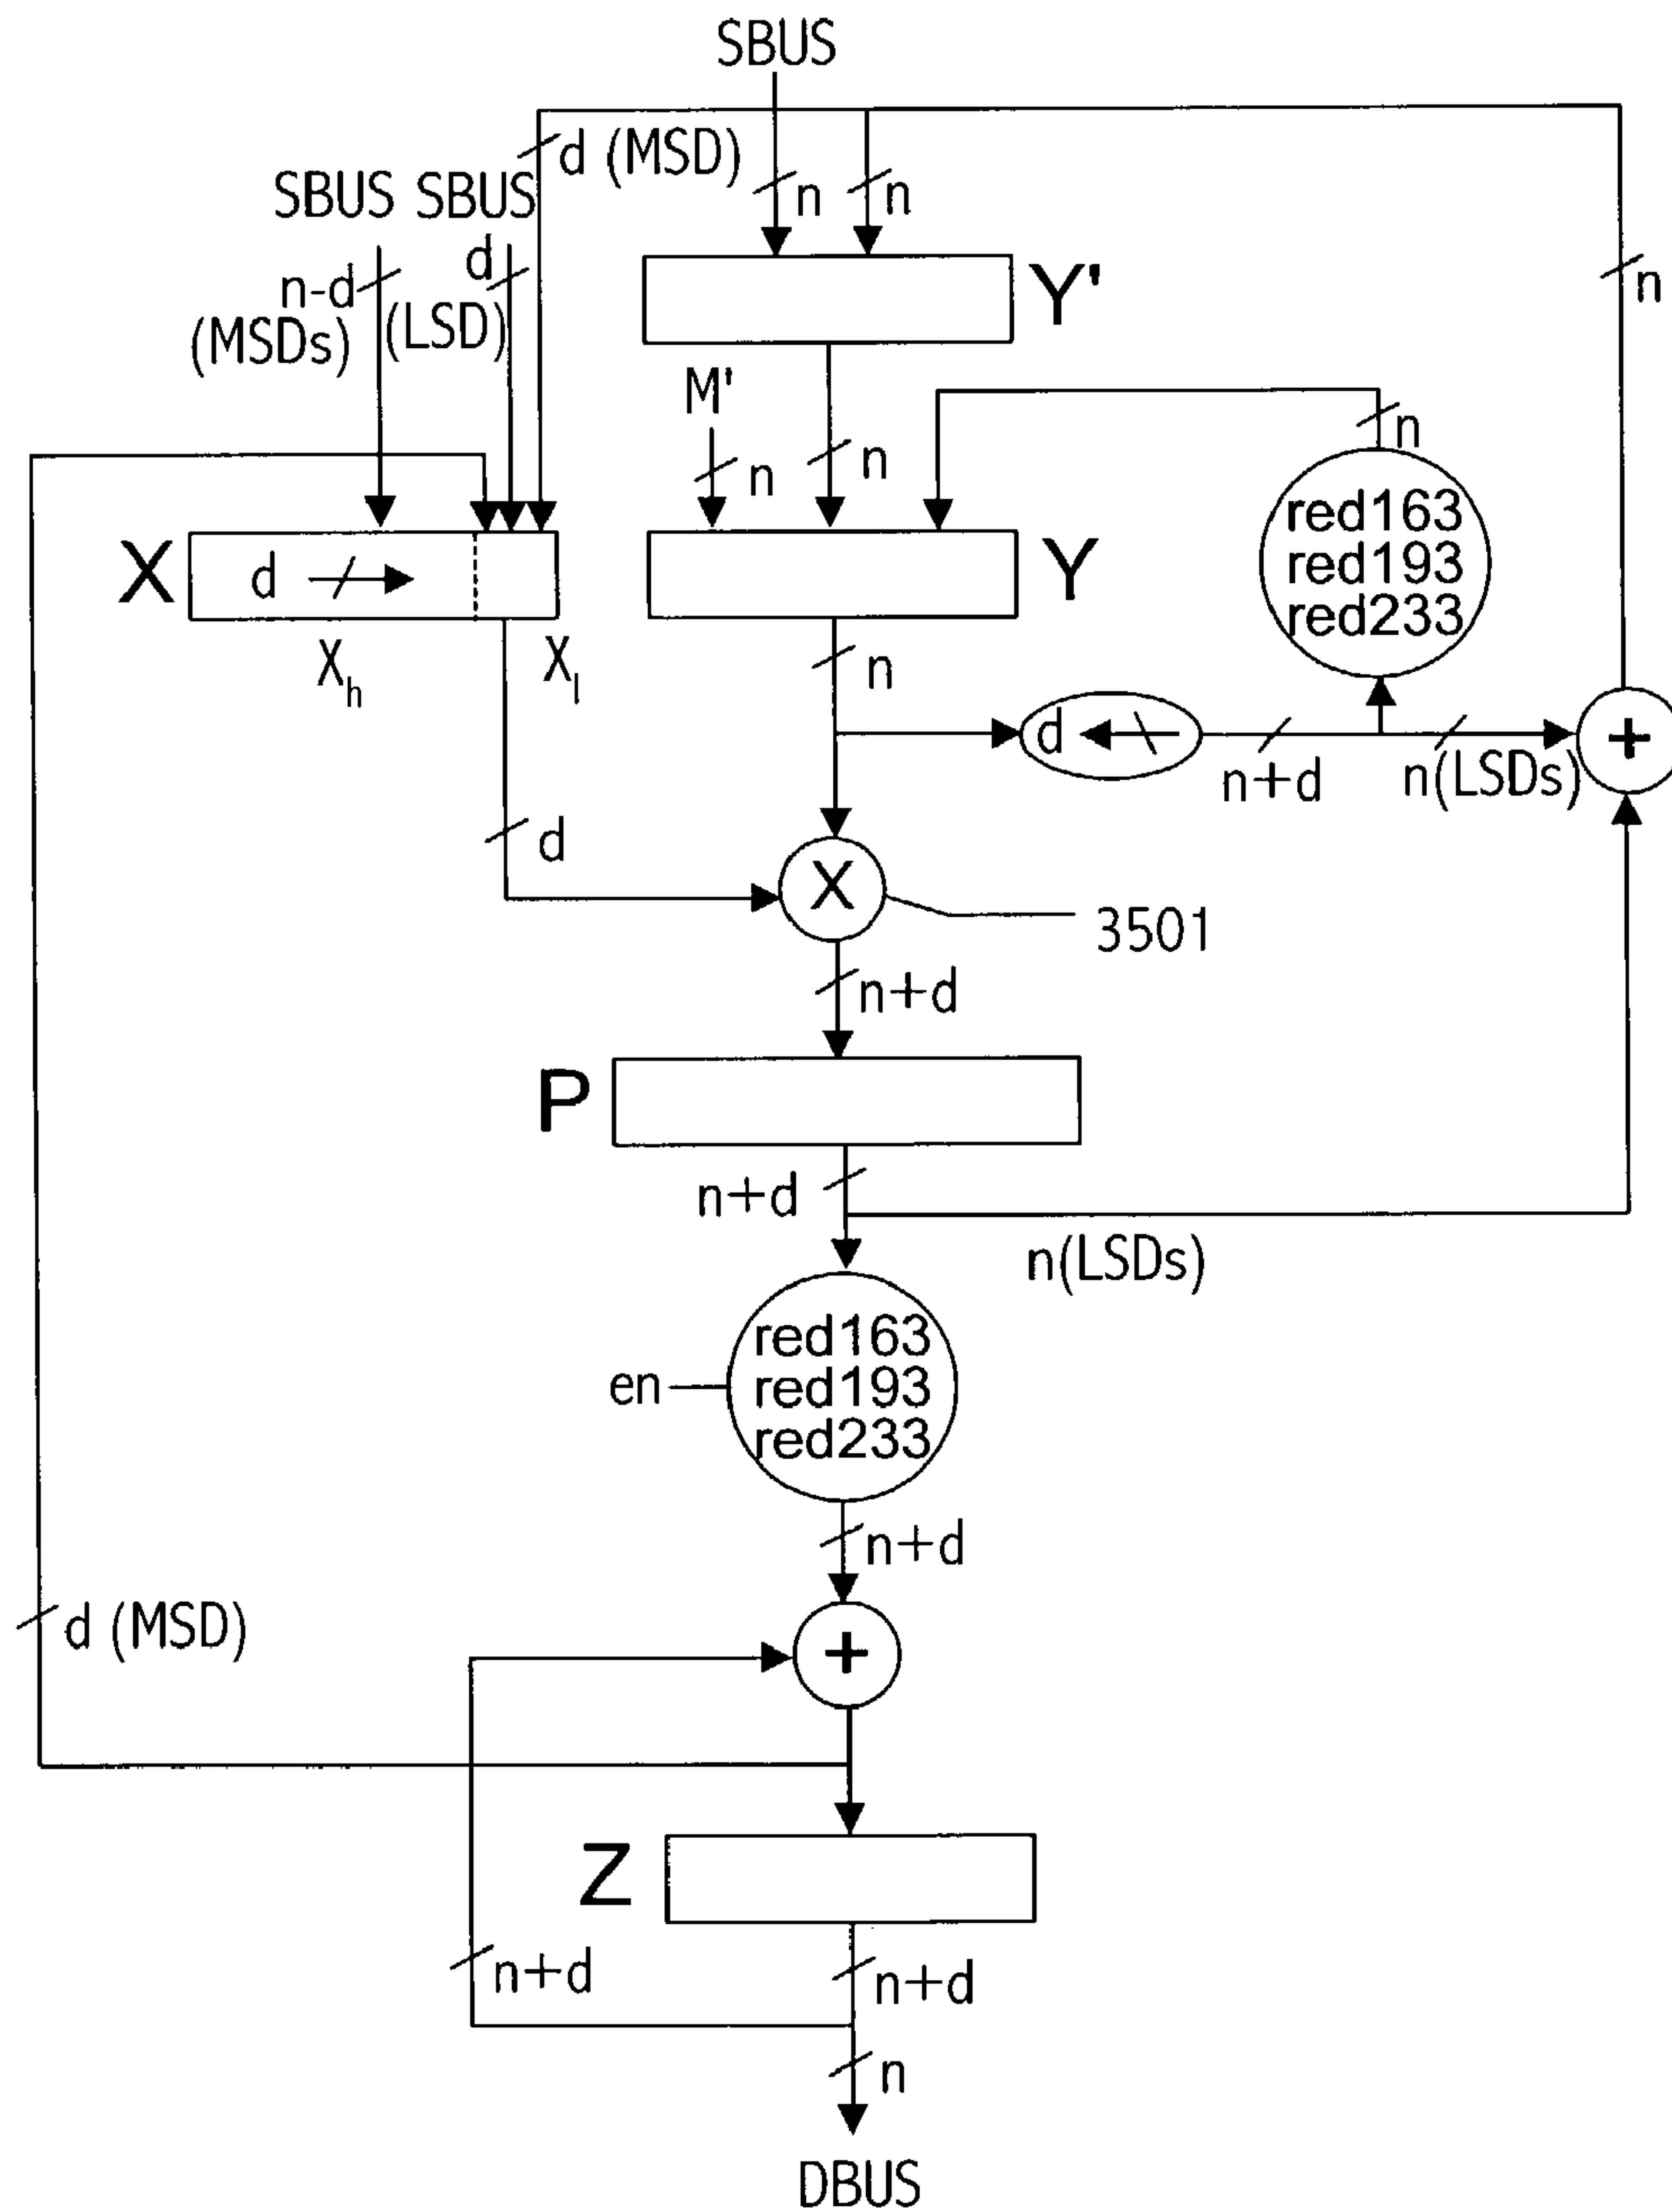 SBUS
d (MSD)
n
n
SBUS SBUS
d
n-d
(MSDs)
(LSD)
Y'
n
M'
n
n
n
red163
red193
red233
X
d
Y
X_h
X_l
n
d
n+d
n(LSDs)
+
d
X
3501
n+d
P
n+d
n(LSDs)
red163
red193
red233
en
n+d
d (MSD)
+
Z
n+d
n+d
n
DBUS